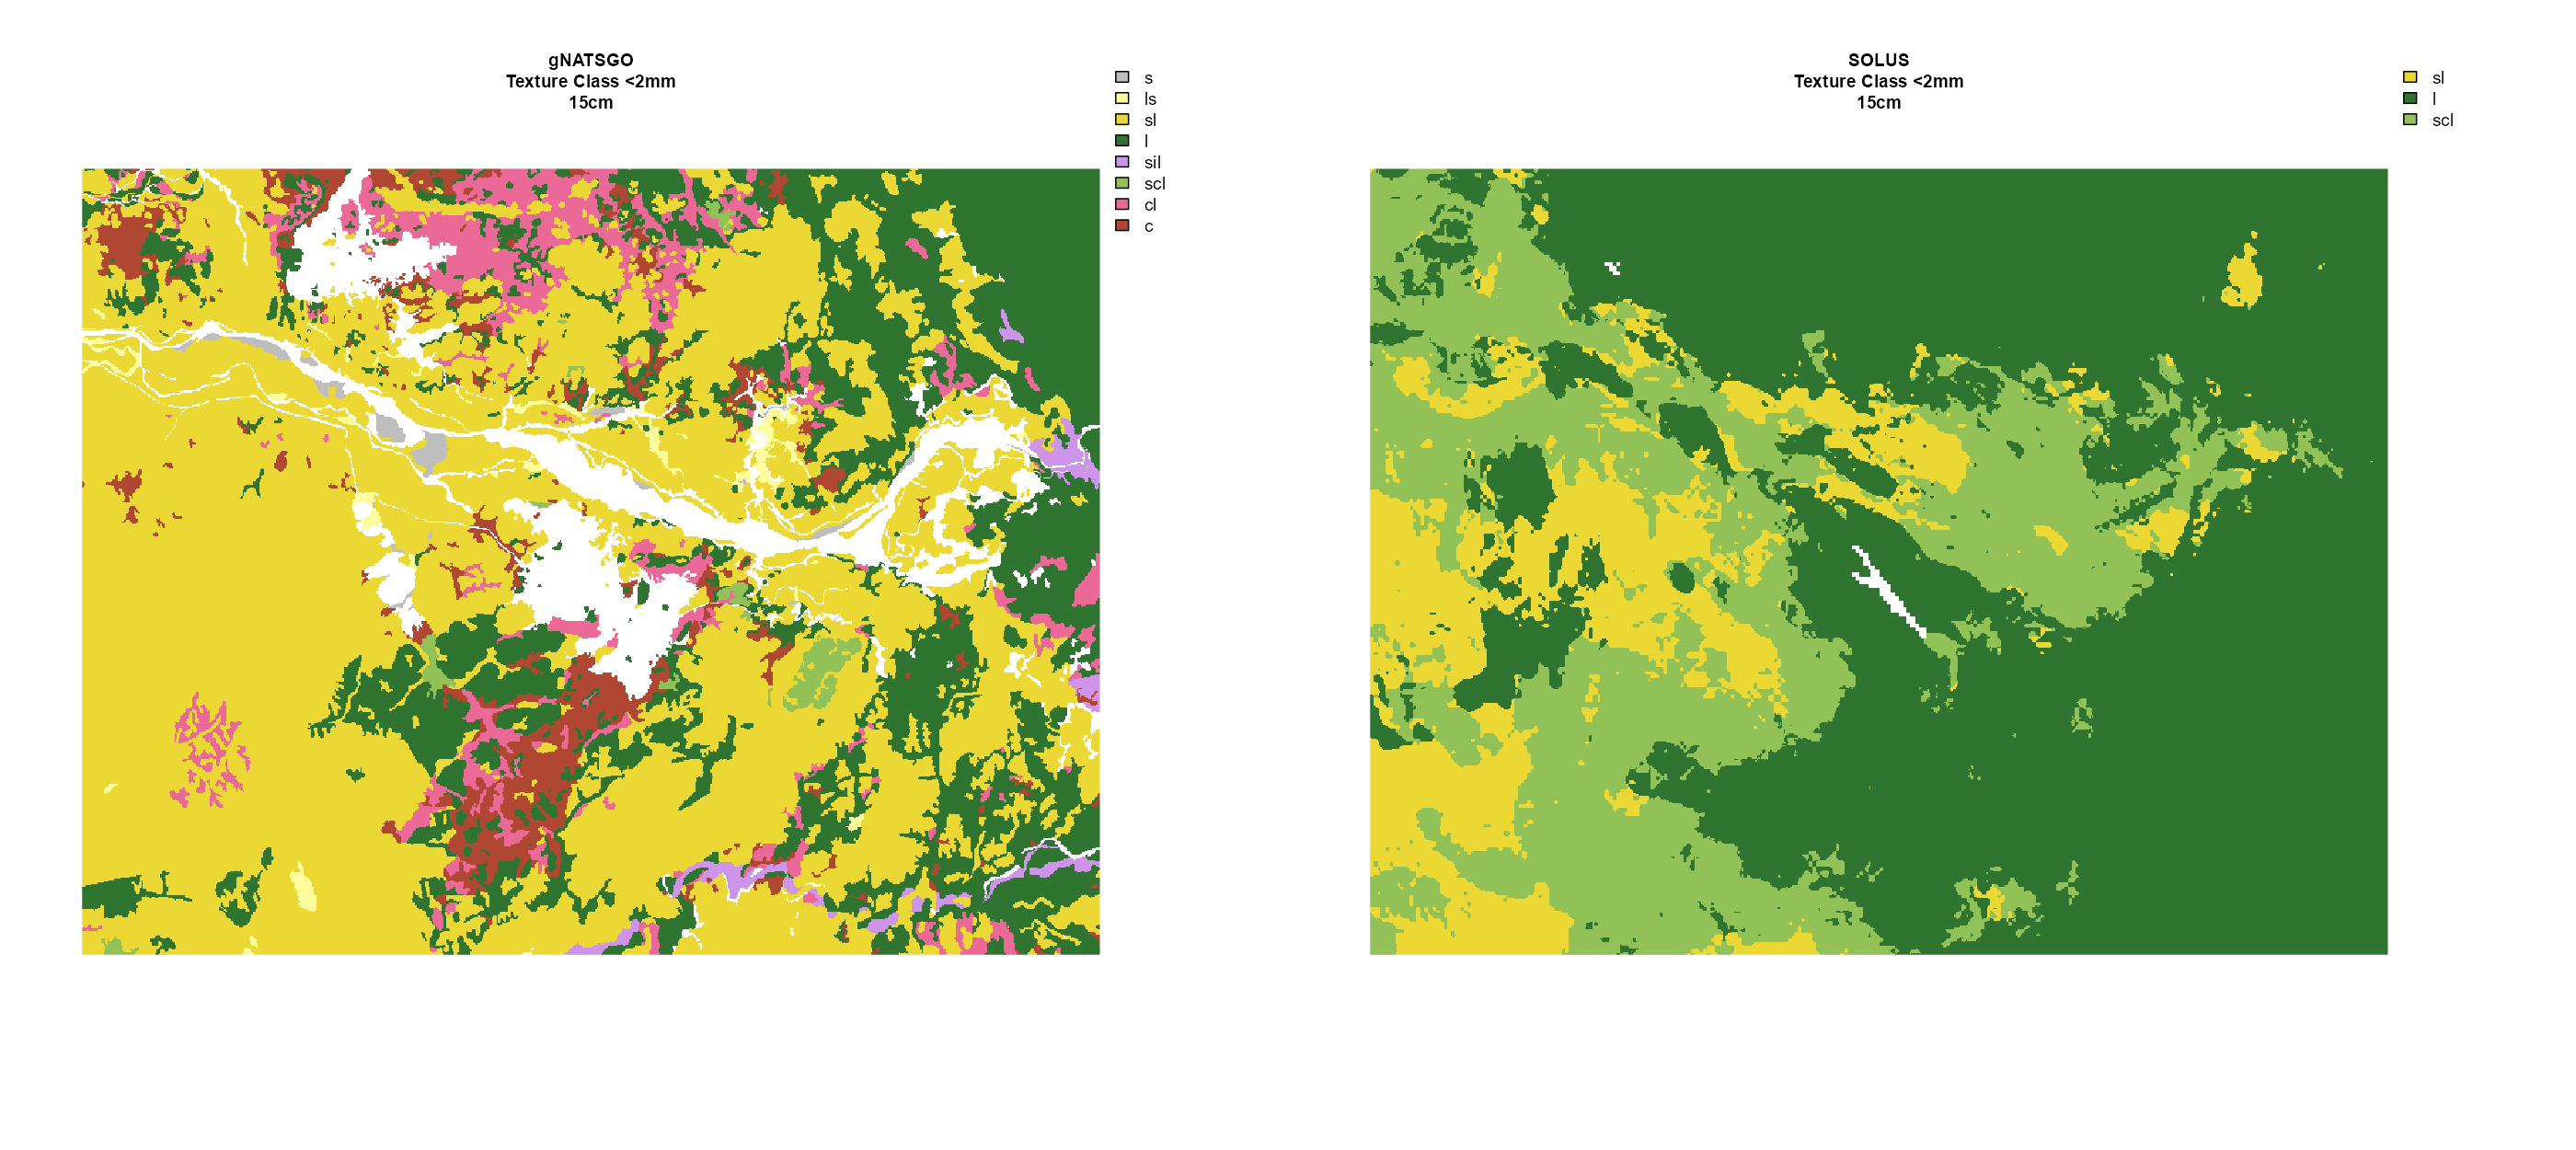 gNATSGO
Texture Class <2mm
15cm
s
ls
sl
l
sil
scl
cl
c
SOLUS
Texture Class <2mm
15cm
sl
l
scl